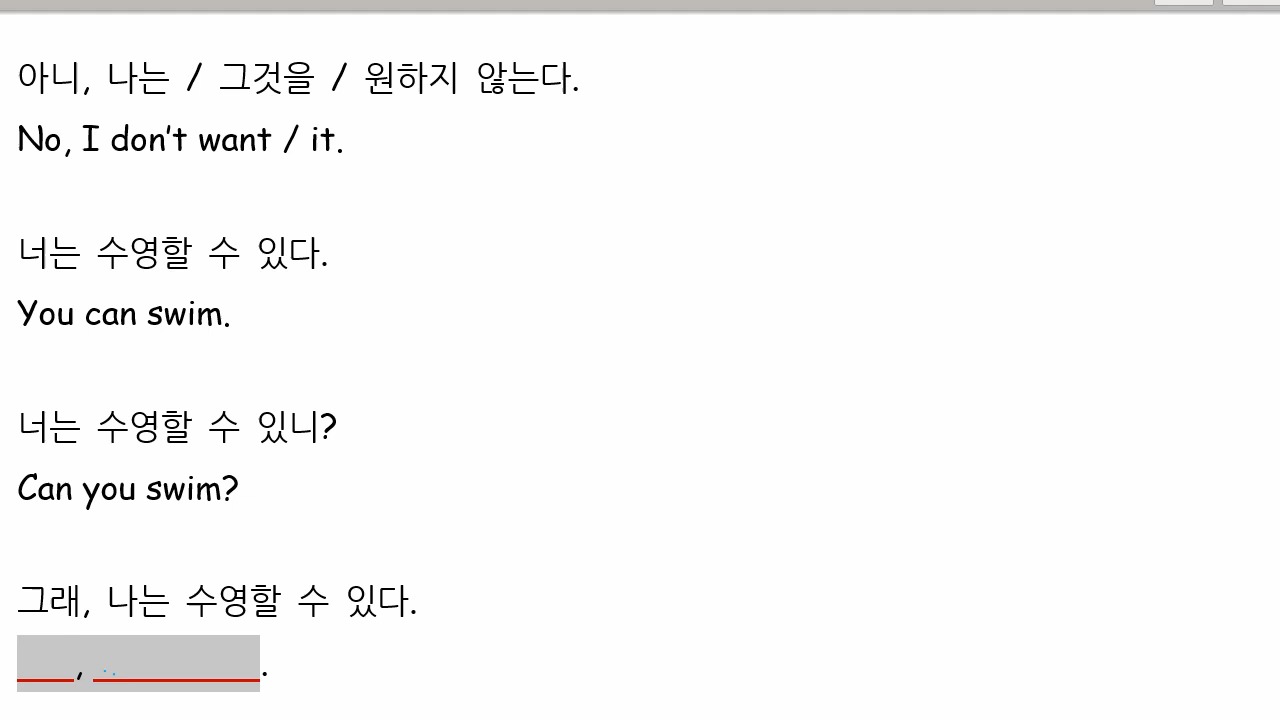 아니, 나는 / 그것을 / 원하지 않는다.
No, I don't want / it.
너는 수영할 수 있다.
You can swim.
너는 수영할 수 있니?
Can you swim?
그래, 나는 수영할 수 있다.
____, ____________.